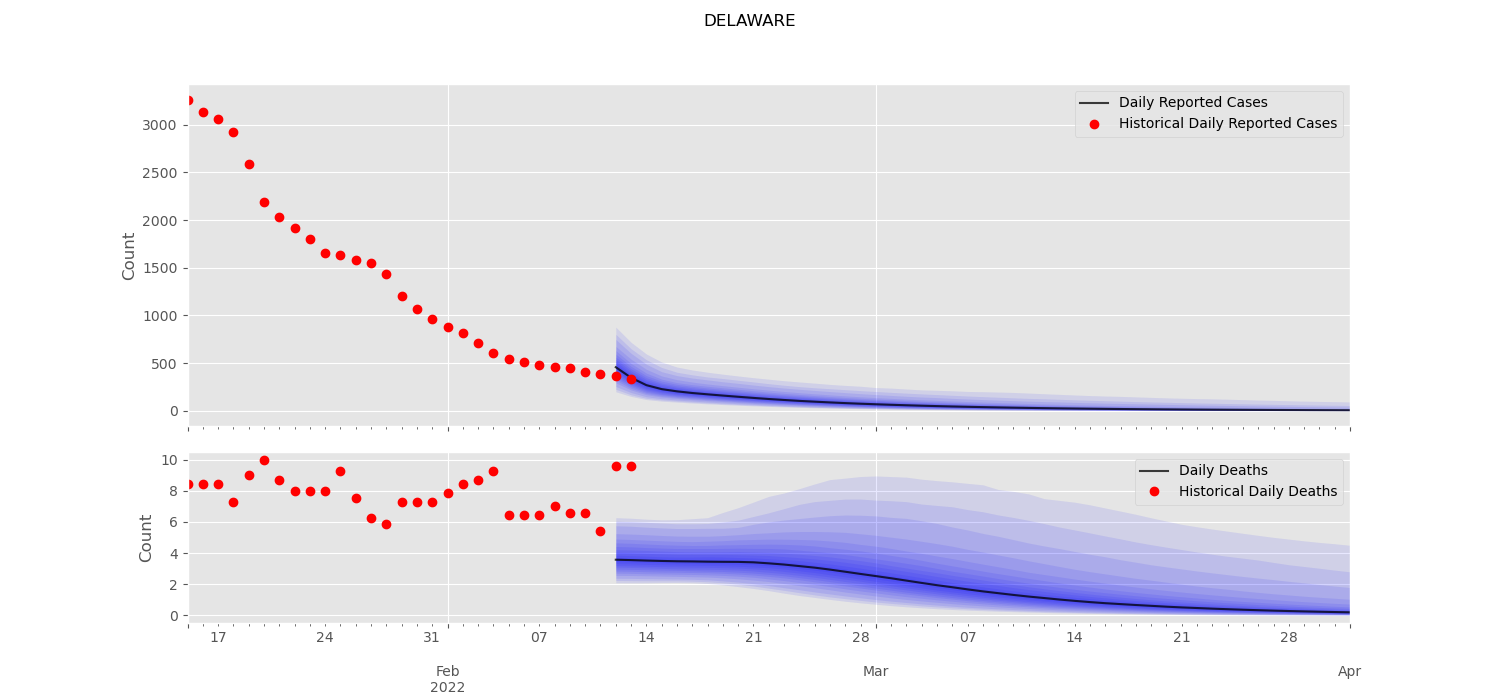 DELAWARE
Daily Reported Cases
Historical Daily Reported Cases
3000
2500
2000
1500
1000
500
0
Count
Daily Deaths
Historical Daily Deaths
10
8
6
4
2
0
Count
17 24 31 07 14 21 28 07 14 21 28
Feb Mar Apr
2022